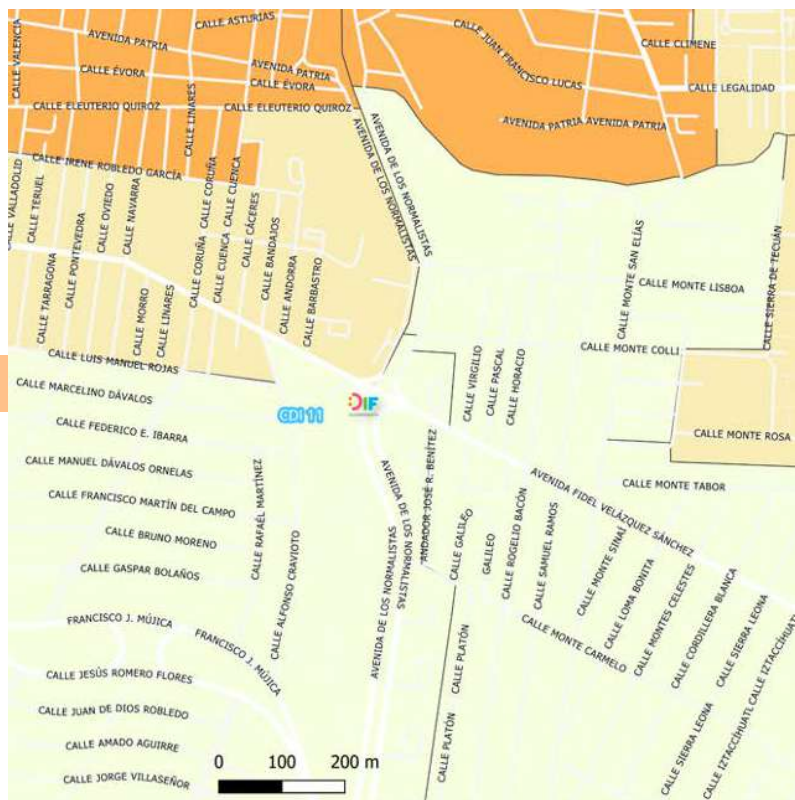 CALLE ASTURIAS
CALLE JUAN FRANCISCO LUCAS
CALLE CLIMENE
CALLE VALENCIA
AVENIDA PATRIA
AVENIDA PATRIA
CALLE ÉVORA
CALLE ÉVORA
CALLE LEGALIDAD
CALLE ELEUTERIO QUIROZ
CALLE ELEUTERIO QUIROZ
CALLE LINARES
AVENIDA PATRIA
AVENIDA PATRIA
AVENIDA DE LOS NORMALISTAS
AVENIDA DE LOS NORMALISTAS
CALLE IRENE ROBLEDO GARCÍA
CALLE VALLADOLID
CALLE TERUEL
CALLE PONTEVEDRA
CALLE OVIEDO
CALLE NAVARRA
CALLE CORUÑA
CALLE CUENCA
CALLE CORUÑA
CALLE CUENCA
CALLE CÁCERES
CALLE BANDAJOS
CALLE ANDORRA
CALLE BARBASTRO
CALLE TARRAGONA
CALLE MORRO
CALLE LINARES
CALLE MONTE SAN ELÍAS
CALLE MONTE LISBOA
CALLE SIERRA DE TECUÁN
CALLE LUIS MANUEL ROJAS
CALLE MONTE COLLI
CALLE VIRGILIO
CALLE PASCAL
CALLE HORACIO
CALLE MARCELINO DÁVALOS
CDI 11
DIF
CALLE FEDERICO E. IBARRA
CALLE MONTE ROSA
CALLE MANUEL DÁVALOS ORNELAS
CALLE RAFAÉL MARTÍNEZ
AVENIDA DE LOS NORMALISTAS
ANDADOR JOSÉ R. BENÍTEZ
AVENIDA FIDEL VELÁZQUEZ SÁNCHEZ
CALLE MONTE TABOR
CALLE FRANCISCO MARTÍN DEL CAMPO
CALLE BRUNO MORENO
CALLE GALILEO
GALILEO
CALLE ROGELIO BACÓN
CALLE SAMUEL RAMOS
CALLE MONTE SINAÍ
CALLE LOMA BONITA
CALLE MONTES CELESTES
CALLE CORDILLERA BLANCA
CALLE SIERRA LEONA
CALLE IZTACCÍHUATL
CALLE GASPAR BOLAÑOS
CALLE ALFONSO CRAVIOTO
AVENIDA DE LOS NORMALISTAS
FRANCISCO J. MÚJICA
FRANCISCO J. MÚJICA
CALLE MONTE CARMELO
CALLE PLATÓN
CALLE JESÚS ROMERO FLORES
CALLE JUAN DE DIOS ROBLEDO
CALLE PLATÓN
CALLE SIERRA LEONA
CALLE IZTACCÍHUATL
CALLE AMADO AGUIRRE
CALLE JORGE VILLASEÑOR
0 100 200 m